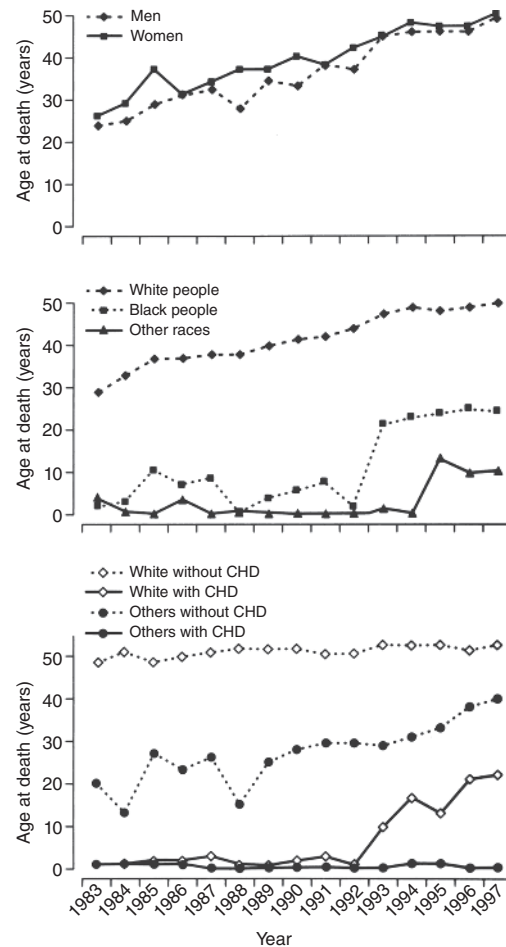 50
40
30
20
10
0
Age at death (years)
Men
Women
50
40
30
20
10
0
Age at death (years)
White people
Black people
Other races
White without CHD
White with CHD
Others without CHD
Others with CHD
50
40
30
20
10
0
Age at death (years)
1983 1984 1985 1986 1987 1988 1989 1990 1991 1992 1993 1994 1995 1996 1997
Year